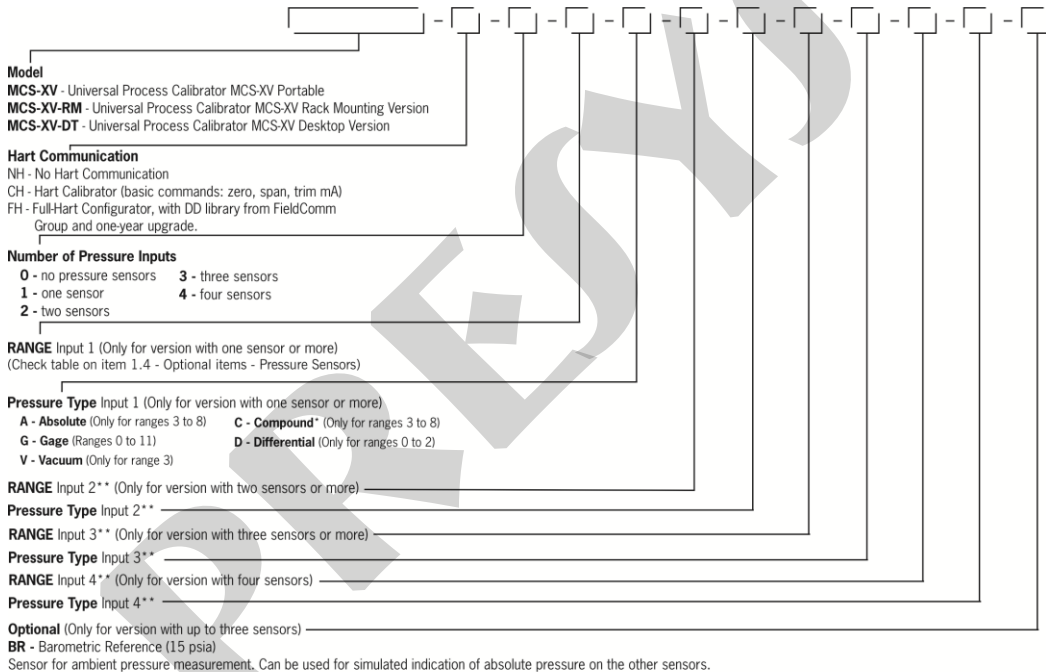 Model
MCS-XV - Universal Process Calibrator MCS-XV Portable
MCS-XV-RM - Universal Process Calibrator MCS-XV Rack Mounting Version
MCS-XV-DT - Universal Process Calibrator MCS-XV Desktop Version
Hart Communication
NH - No Hart Communication
CH - Hart Calibrator (basic commands: zero, span, trim mA)
FH - Full-Hart Configurator, with DD library from FieldComm
Group and one-year upgrade.
Number of Pressure Inputs
0 - no pressure sensors 3 - three sensors
1 - one sensor 4 - four sensors
2 - two sensors
RANGE Input 1 (Only for version with one sensor or more)
(Check table on item 1.4 - Optional items - Pressure Sensors)
Pressure Type Input 1 (Only for version with one sensor or more)
A - Absolute (Only for ranges 3 to 8) C - Compound* (Only for ranges 3 to 8)
G - Gage (Ranges 0 to 11) D - Differential (Only for ranges 0 to 2)
V - Vacuum (Only for range 3)
RANGE Input 2** (Only for version with two sensors or more)
Pressure Type Input 2**
RANGE Input 3** (Only for version with three sensors or more)
Pressure Type Input 3**
RANGE Input 4** (Only for version with four sensors)
Pressure Type Input 4**
Optional (Only for version with up to three sensors)
BR - Barometric Reference (15 psia)
Sensor for ambient pressure measurement. Can be used for simulated indication of absolute pressure on the other sensors.
PRESYS